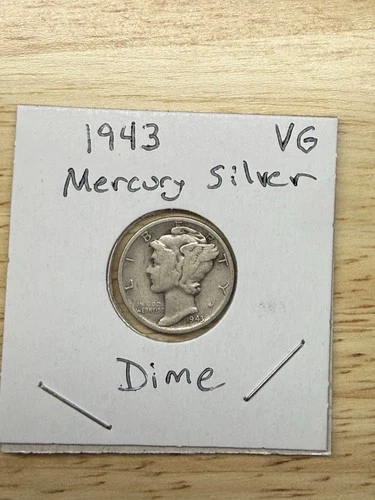 1943 VG
Mercury Silver
LIBERTY
IN GOD
WE TRUST
1943
Dime